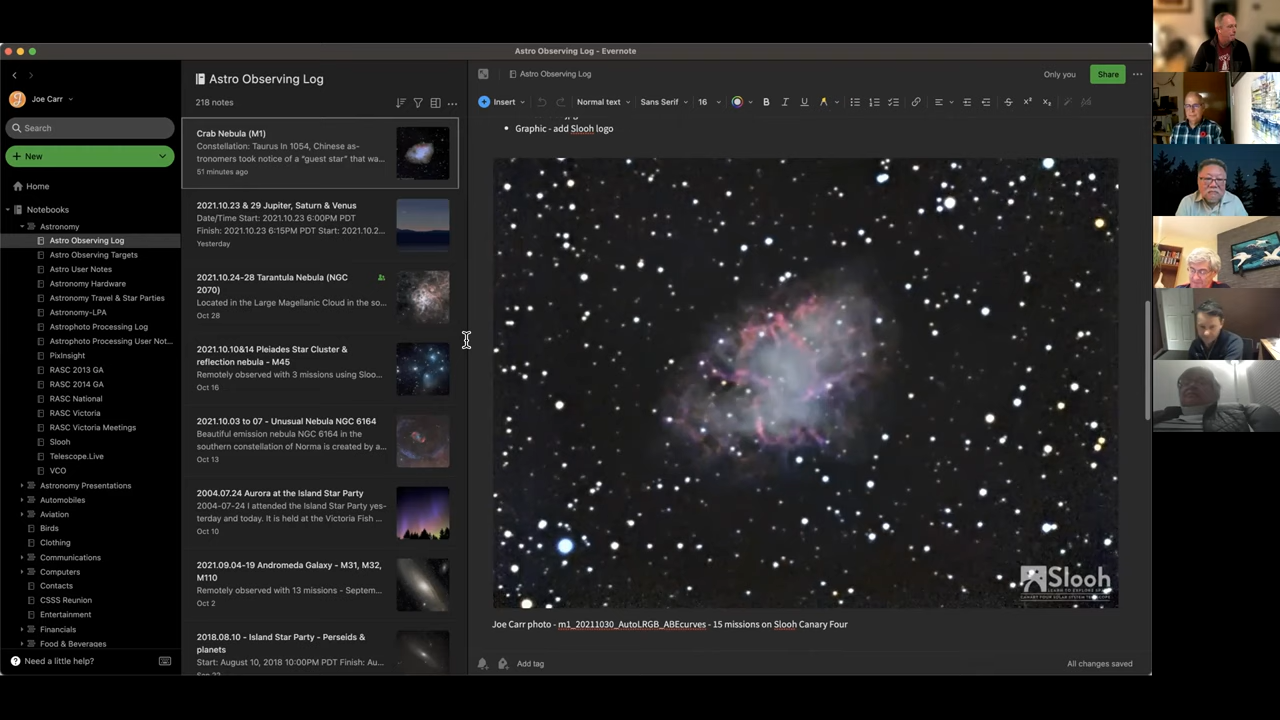 Astro Observing Log - Evernote
Joe Carr
Search
New
Home
Notebooks
Astronomy
Astro Observing Log
Astro Observing Targets
Astro User Notes
Astronomy Hardware
Astronomy Travel & Star Parties
Astronomy-LPA
Astrophoto Processing Log
Astrophoto Processing User Not...
PixInsight
RASC 2013 GA
RASC 2014 GA
RASC National
RASC Victoria
RASC Victoria Meetings
Slooh
Telescope.Live
VCO
Astronomy Presentations
Automobiles
Aviation
Birds
Clothing
Communications
Computers
Contacts
CSSS Reunion
Entertainment
Financials
Food & Beverages
Need a little help?
Astro Observing Log
218 notes
Crab Nebula (M1)
Constellation: Taurus In 1054, Chinese as-
tronomers took notice of a “guest star” that wa...
51 minutes ago
2021.10.23 & 29 Jupiter, Saturn & Venus
Date/Time Start: 2021.10.23 6:00PM PDT
Finish: 2021.10.23 6:15PM PDT Start: 2021.10.2...
Yesterday
2021.10.24-28 Tarantula Nebula (NGC
2070)
Located in the Large Magellanic Cloud in the so...
Oct 28
2021.10.10&14 Pleiades Star Cluster &
reflection nebula - M45
Remotely observed with 3 missions using Sloo...
Oct 16
2021.10.03 to 07 - Unusual Nebula NGC 6164
Beautiful emission nebula NGC 6164 in the
southern constellation of Norma is created by a...
Oct 13
2004.07.24 Aurora at the Island Star Party
2004-07-24 I attended the Island Star Party yes-
terday and today. It is held at the Victoria Fish ...
Oct 10
2021.09.04-19 Andromeda Galaxy - M31, M32,
M110
Remotely observed with 13 missions - Septem...
Oct 2
2018.08.10 - Island Star Party - Perseids &
planets
Start: August 10, 2018 10:00PM PDT Finish: Au...
Astro Observing Log
Only you
Share
Insert
Normal text
Sans Serif
16
Graphic - add Slooh logo
Slooh
Joe Carr photo - m1_20211030_AutoLRGB_ABEcurves - 15 missions on Slooh Canary Four
Add tag
All changes saved